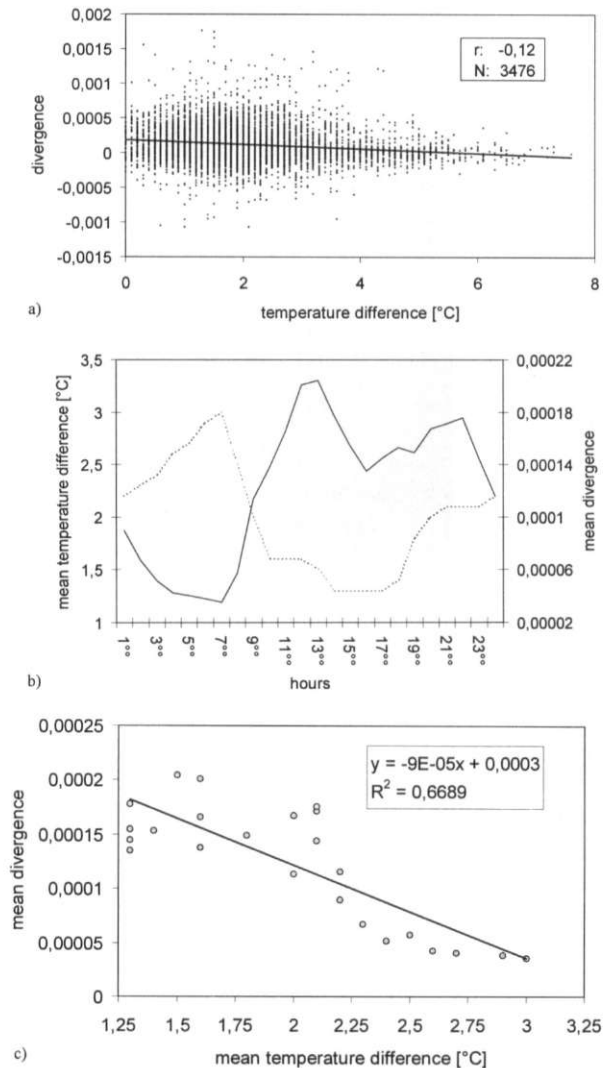 0,002
0,0015
0,001
0,0005
0
-0,0005
-0,001
-0,0015
divergence
r: -0,12
N: 3476
0 2 4 6 8
temperature difference [°C]
a)
3,5
3
2,5
2
1,5
1
mean temperature difference [°C]
0,00022
0,00018
0,00014
0,0001
0,00006
0,00002
mean divergence
1°° 3°° 5°° 7°° 9°° 11°° 13°° 15°° 17°° 19°° 21°° 23°°
hours
b)
0,00025
0,0002
0,00015
0,0001
0,00005
0
mean divergence
y = -9E-05x + 0,0003
R² = 0,6689
1,25 1,5 1,75 2 2,25 2,5 2,75 3 3,25
mean temperature difference [°C]
c)